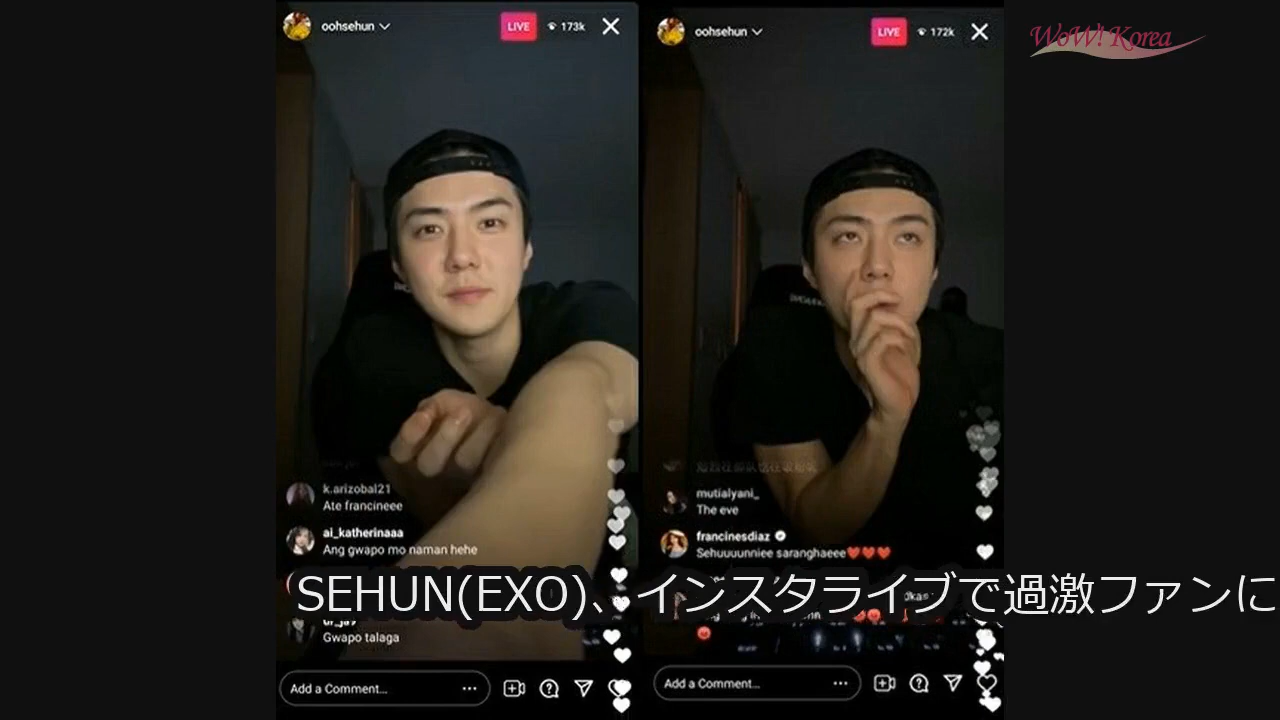 oohsehun
LIVE
173k
k.arizobal21
Ate francineee
ai_katherinaaa
Ang gwapo mo naman hehe
Gwapo talaga
Add a Comment...
oohsehun
LIVE
172k
mutialyani_
The eve
francinesdiaz
Sehuuuunniee saranghaeee❤️❤️❤️
Add a Comment...
WoW! Korea
SEHUN(EXO)、インスタライブで過激ファンに